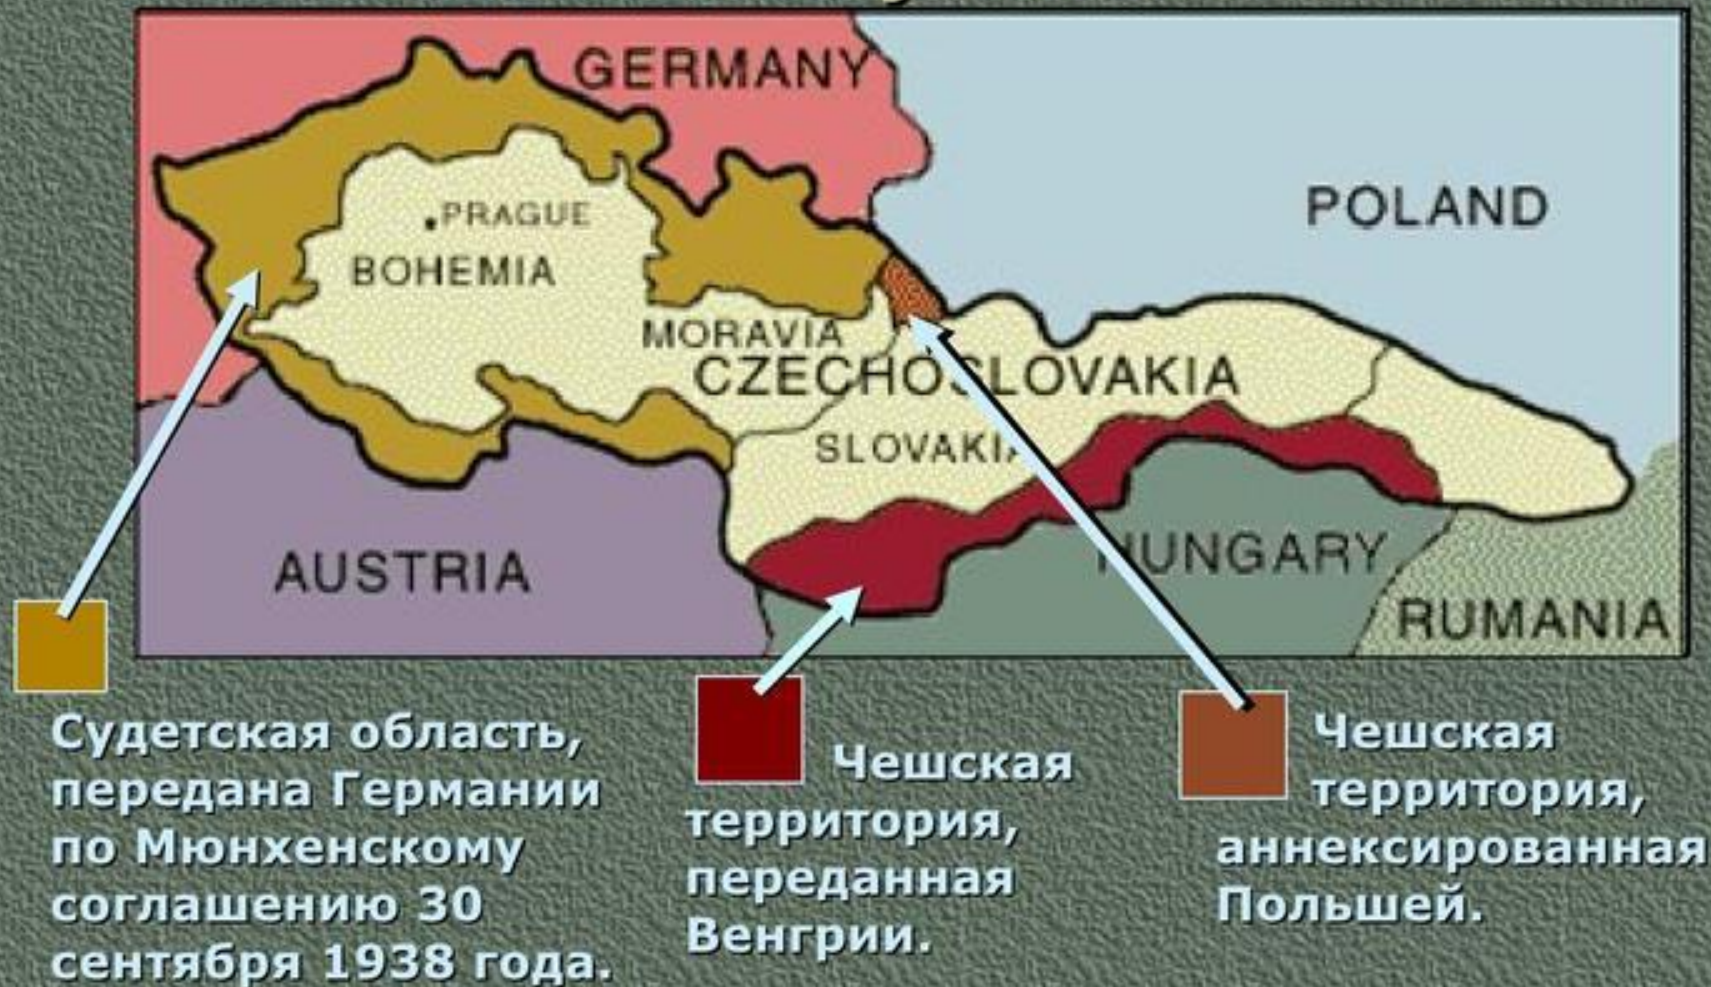 GERMANY
POLAND
.PRAGUE
BOHEMIA
MORAVIA
CZECHOSLOVAKIA
SLOVAKIA
AUSTRIA
HUNGARY
RUMANIA
Судетская область,
передана Германии
по Мюнхенскому
соглашению 30
сентября 1938 года.
Чешская
территория,
переданная
Венгрии.
Чешская
территория,
аннексированная
Польшей.